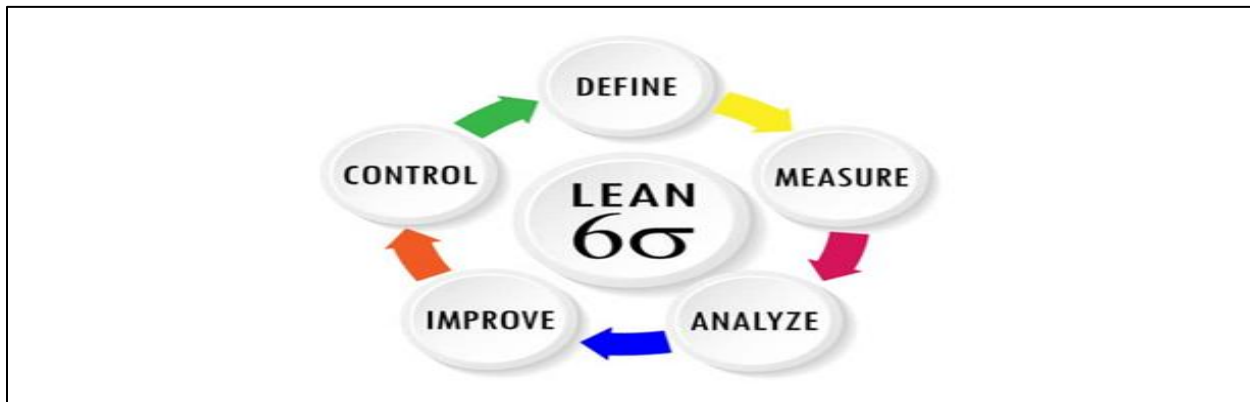 DEFINE
MEASURE
ANALYZE
IMPROVE
CONTROL
LEAN
6σ